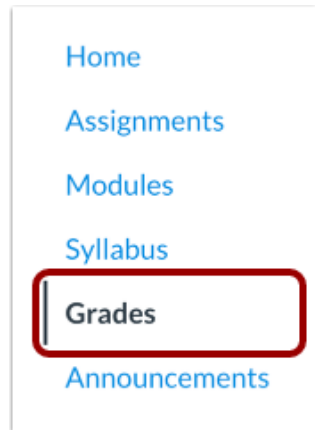 Home
Assignments
Modules
Syllabus
Grades
Announcements